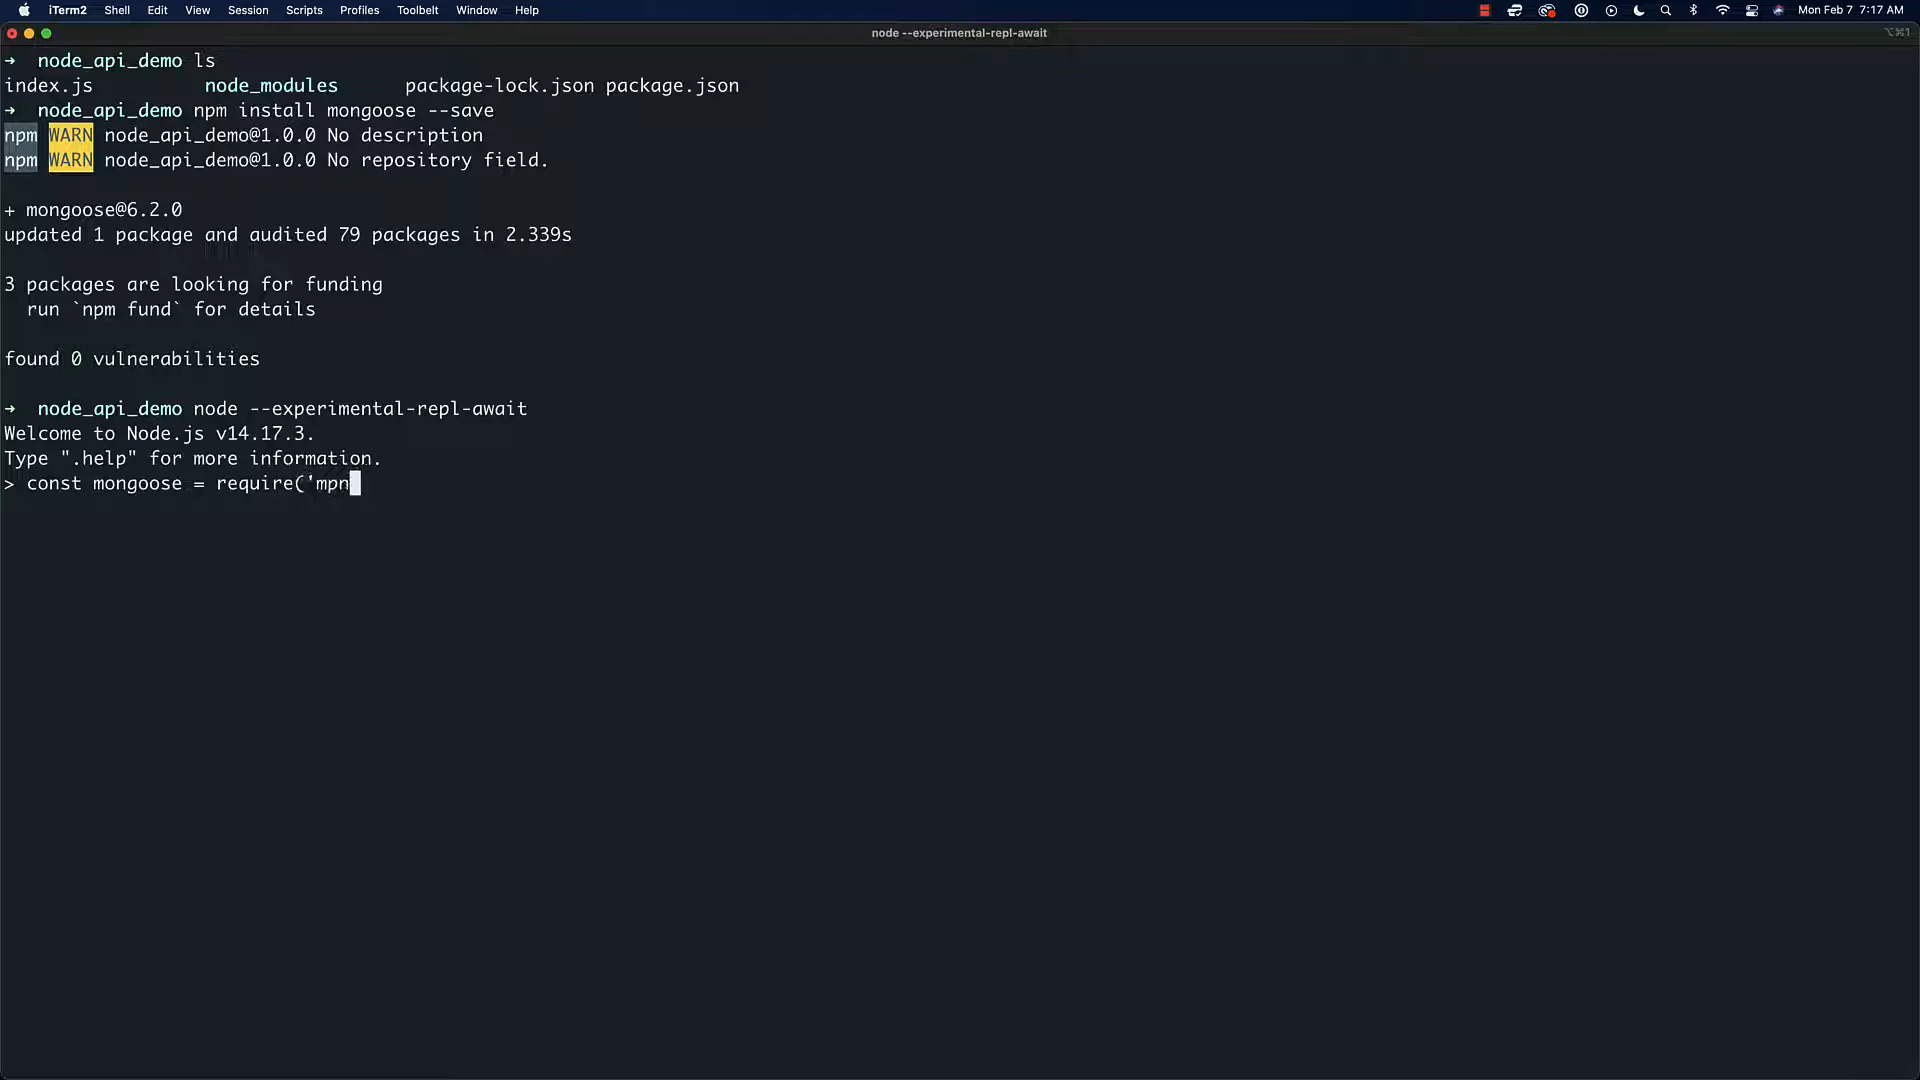 iTerm2 Shell Edit View Session Scripts Profiles Toolbelt Window Help Mon Feb 7 7:17 AM
node --experimental-repl-await ⌥⌘1
→ node_api_demo ls
index.js node_modules package-lock.json package.json
→ node_api_demo npm install mongoose --save
npm WARN node_api_demo@1.0.0 No description
npm WARN node_api_demo@1.0.0 No repository field.
+ mongoose@6.2.0
updated 1 package and audited 79 packages in 2.339s
3 packages are looking for funding
run `npm fund` for details
found 0 vulnerabilities
→ node_api_demo node --experimental-repl-await
Welcome to Node.js v14.17.3.
Type ".help" for more information.
> const mongoose = require('mpn